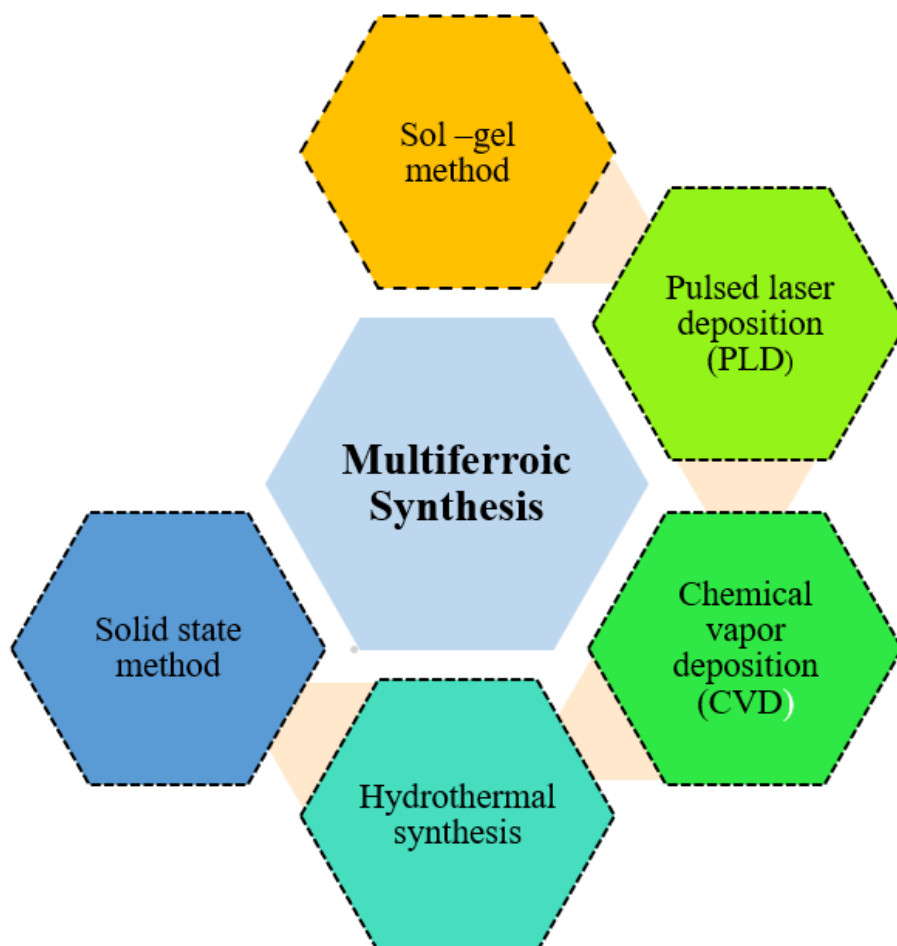 Sol –gel
method
Pulsed laser
deposition
(PLD)
Multiferroic
Synthesis
Chemical
vapor
deposition
(CVD)
Solid state
method
Hydrothermal
synthesis